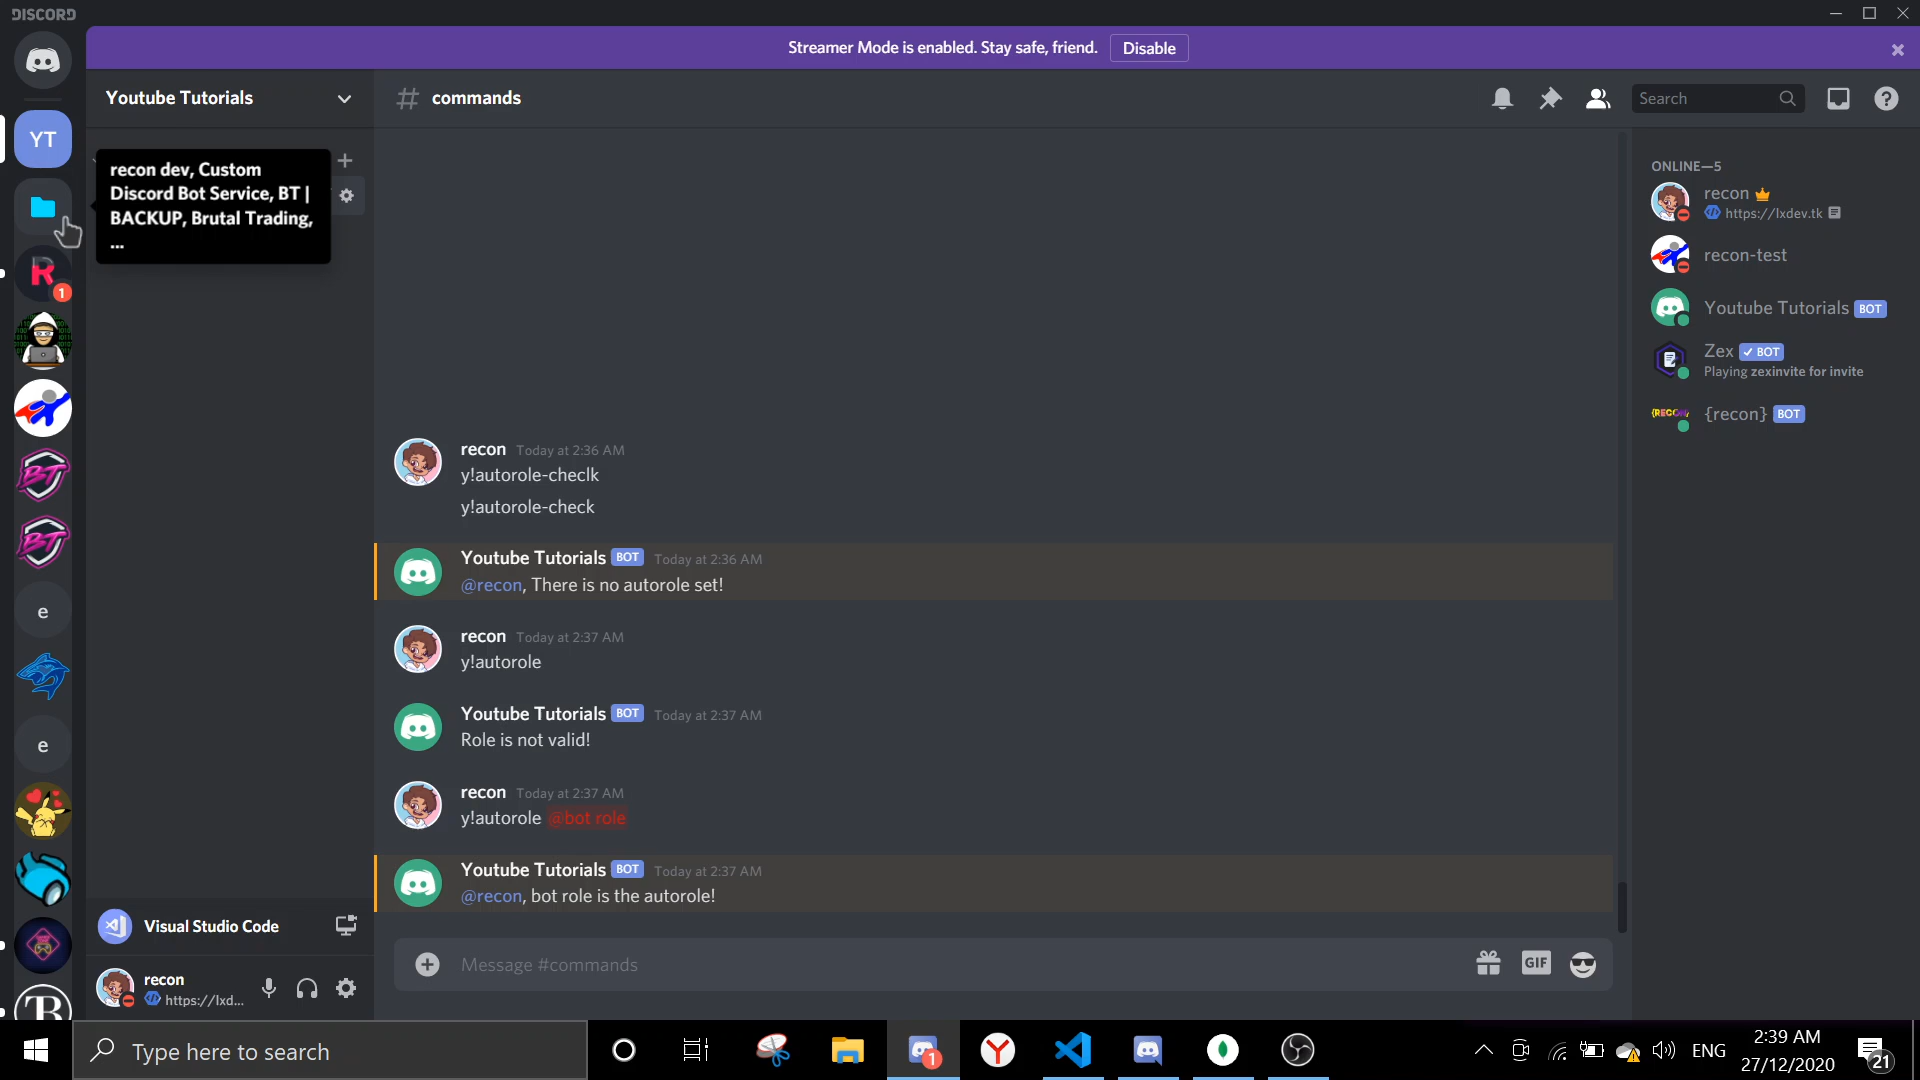 DISCORD
Streamer Mode is enabled. Stay safe, friend.
Disable
YT
Youtube Tutorials
commands
Search
recon dev, Custom
Discord Bot Service, BT |
BACKUP, Brutal Trading,
...
R
1
BT
BT
e
e
B
recon Today at 2:36 AM
y!autorole-checlk
y!autorole-check
Youtube Tutorials BOT Today at 2:36 AM
@recon, There is no autorole set!
recon Today at 2:37 AM
y!autorole
Youtube Tutorials BOT Today at 2:37 AM
Role is not valid!
recon Today at 2:37 AM
y!autorole @bot role
Youtube Tutorials BOT Today at 2:37 AM
@recon, bot role is the autorole!
Message #commands
GIF
ONLINE—5
recon
https://lxdev.tk
recon-test
Youtube Tutorials BOT
Zex BOT
Playing zexinvite for invite
{RECON}
{recon} BOT
Visual Studio Code
recon
https://lxd...
Type here to search
1
ENG
2:39 AM
27/12/2020
21